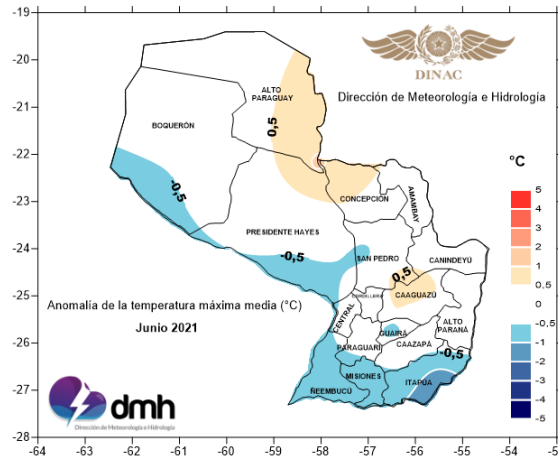 DINAC
Dirección de Meteorología e Hidrología
-19
-20
-21
-22
-23
-24
-25
-26
-27
-28
ALTO
PARAGUAY
BOQUERÓN
0,5
-0,5
CONCEPCIÓN
AMAMBAY
PRESIDENTE HAYES
-0,5
SAN PEDRO
CANINDEYÚ
0,5
CAAGUAZÚ
CORDILLERA
CENTRAL
ALTO
PARANÁ
GUAIRÁ
PARAGUARÍ
CAAZAPÁ
-0,5
MISIONES
ITAPÚA
ÑEEMBUCÚ
Anomalía de la temperatura máxima media (°C)
Junio 2021
°C
5
4
3
2
1
0.5
0
-0,5
-1
-2
-3
-4
-5
dmh
Dirección de Meteorología e Hidrología
-64 -63 -62 -61 -60 -59 -58 -57 -56 -55 -54 -53